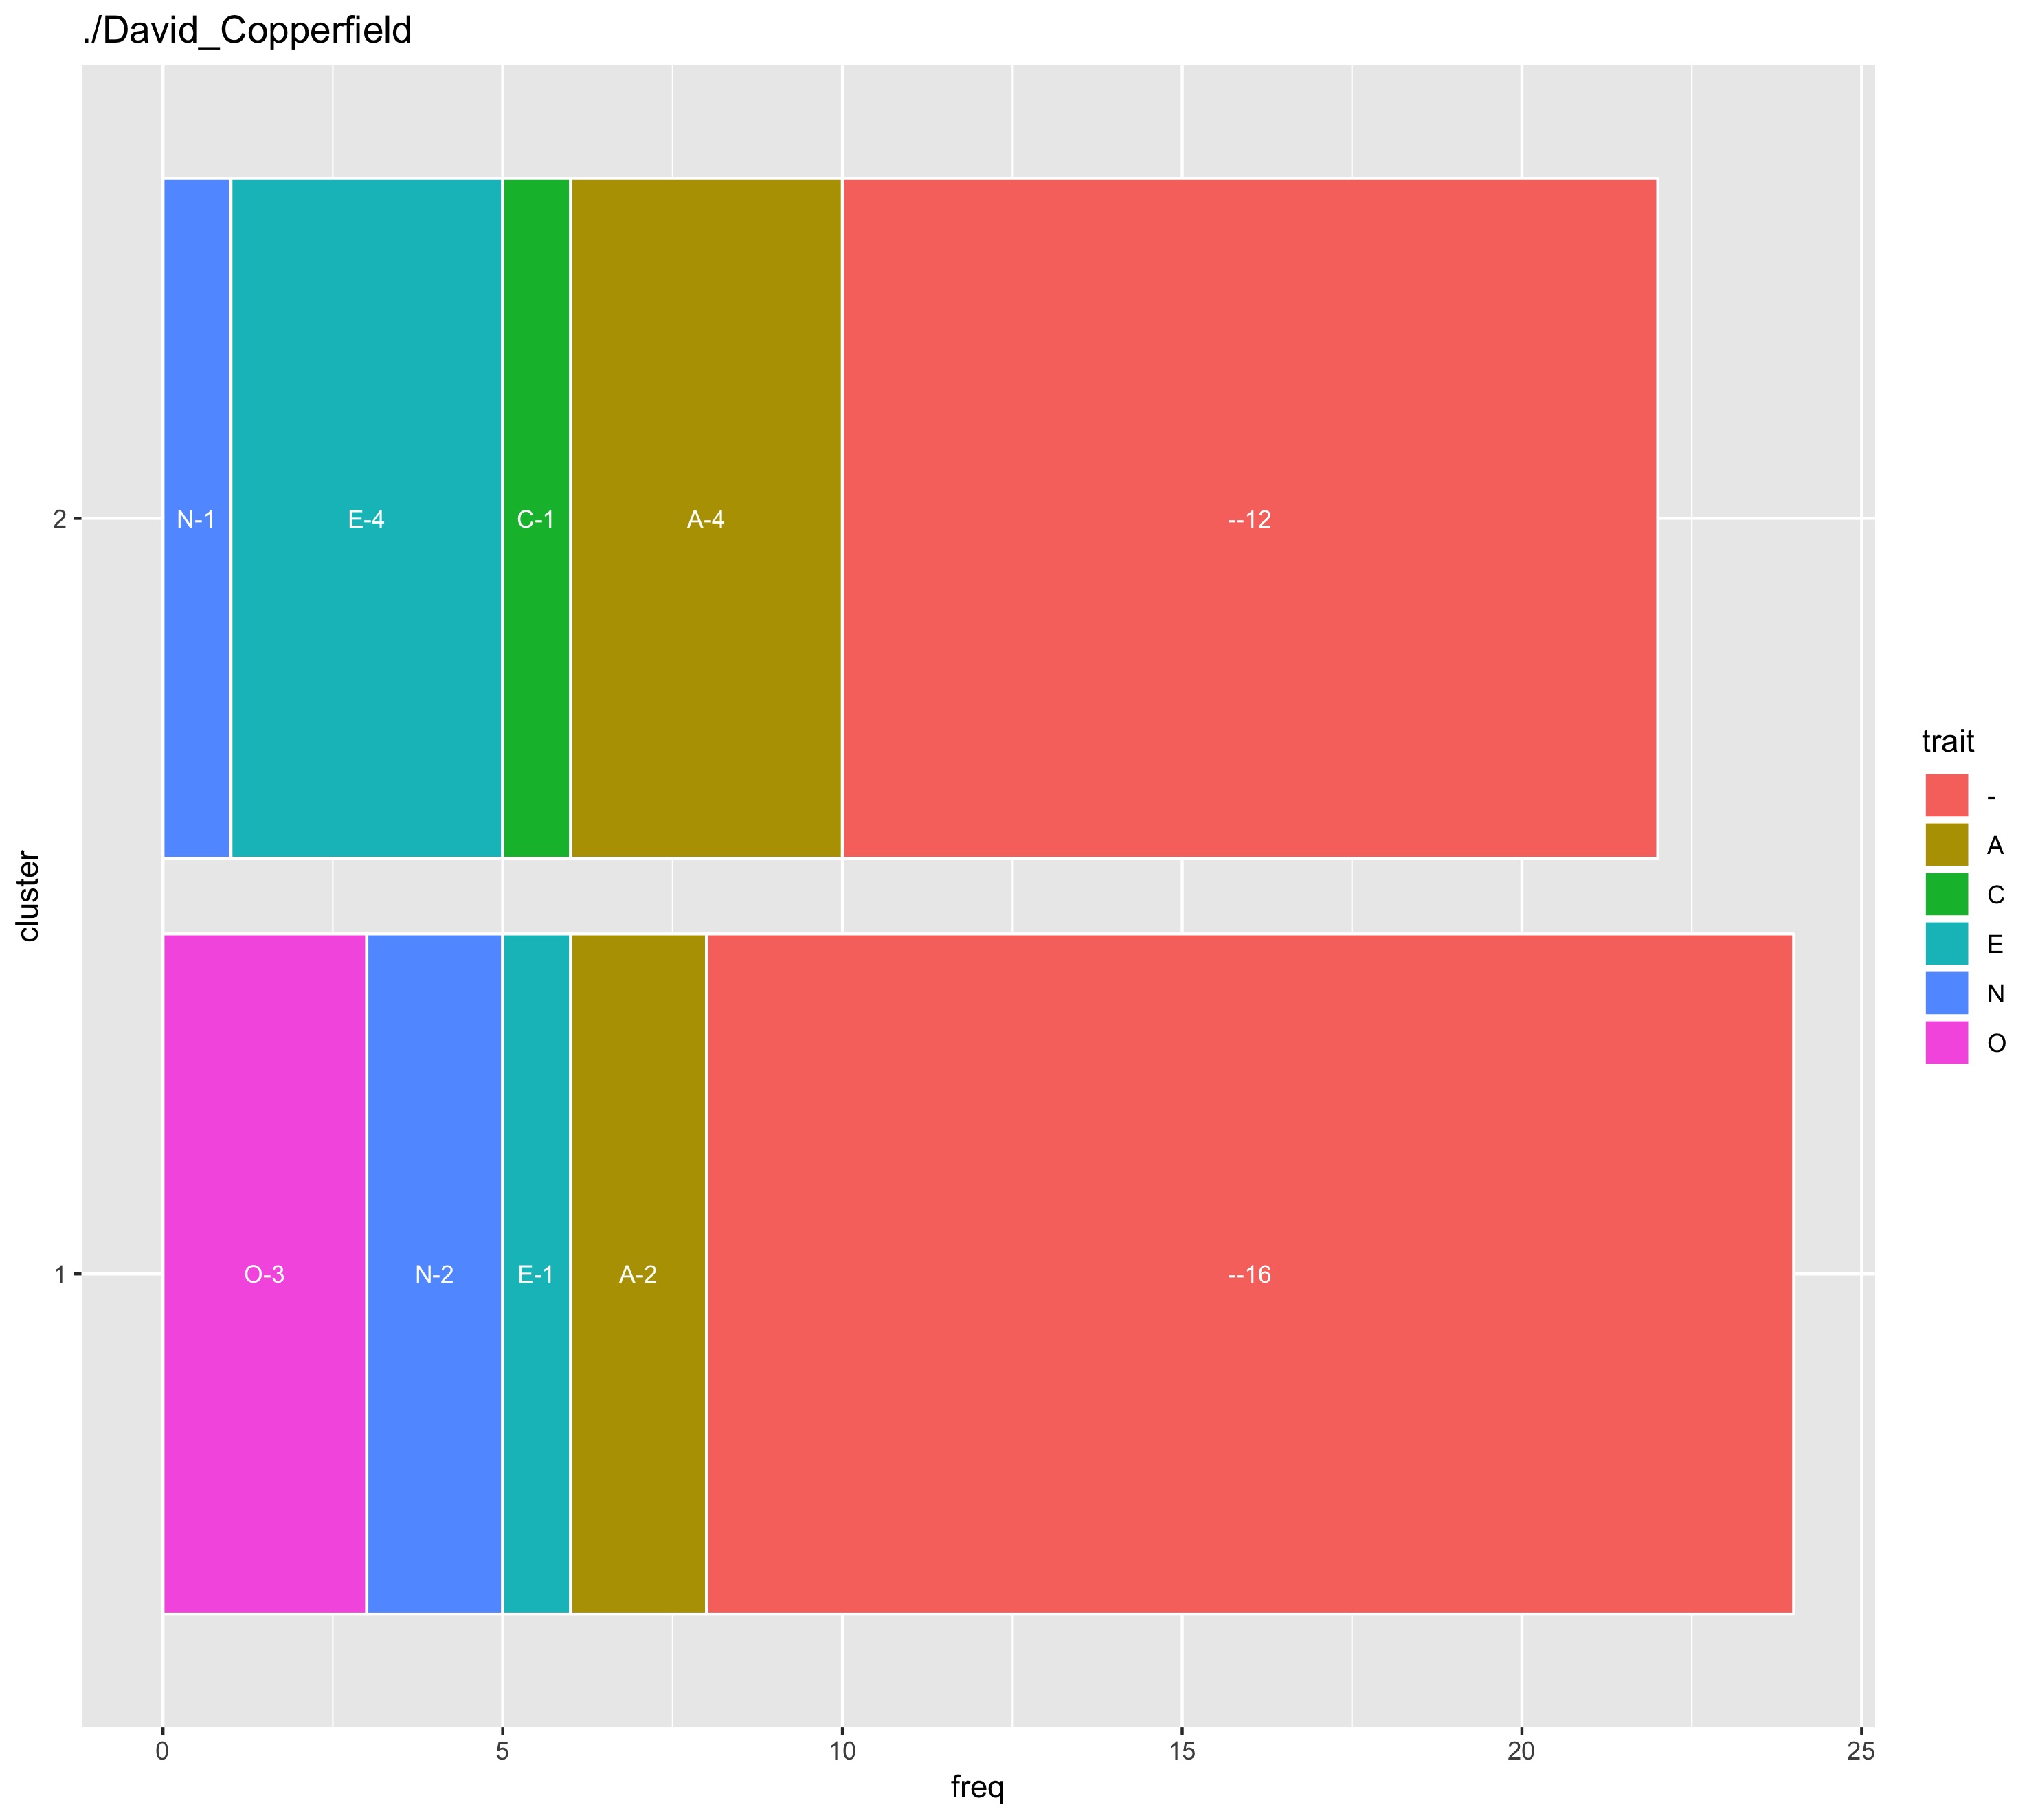 ./David_Copperfield
2
N-1
E-4
C-1
A-4
--12
cluster
1
O-3
N-2
E-1
A-2
--16
0
5
10
15
20
25
freq
trait
-
A
C
E
N
O